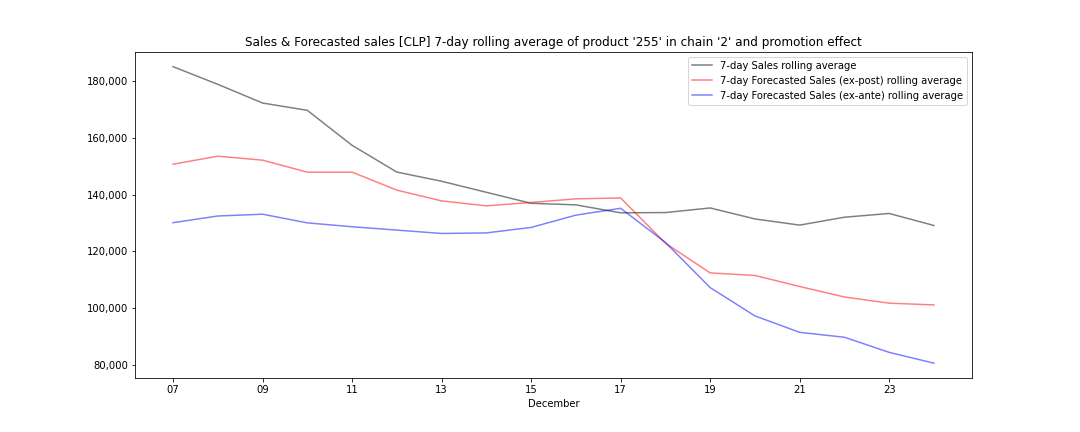 Sales & Forecasted sales [CLP] 7-day rolling average of product '255' in chain '2' and promotion effect
7-day Sales rolling average
7-day Forecasted Sales (ex-post) rolling average
7-day Forecasted Sales (ex-ante) rolling average
180,000
160,000
140,000
120,000
100,000
80,000
07 09 11 13 15 17 19 21 23
December